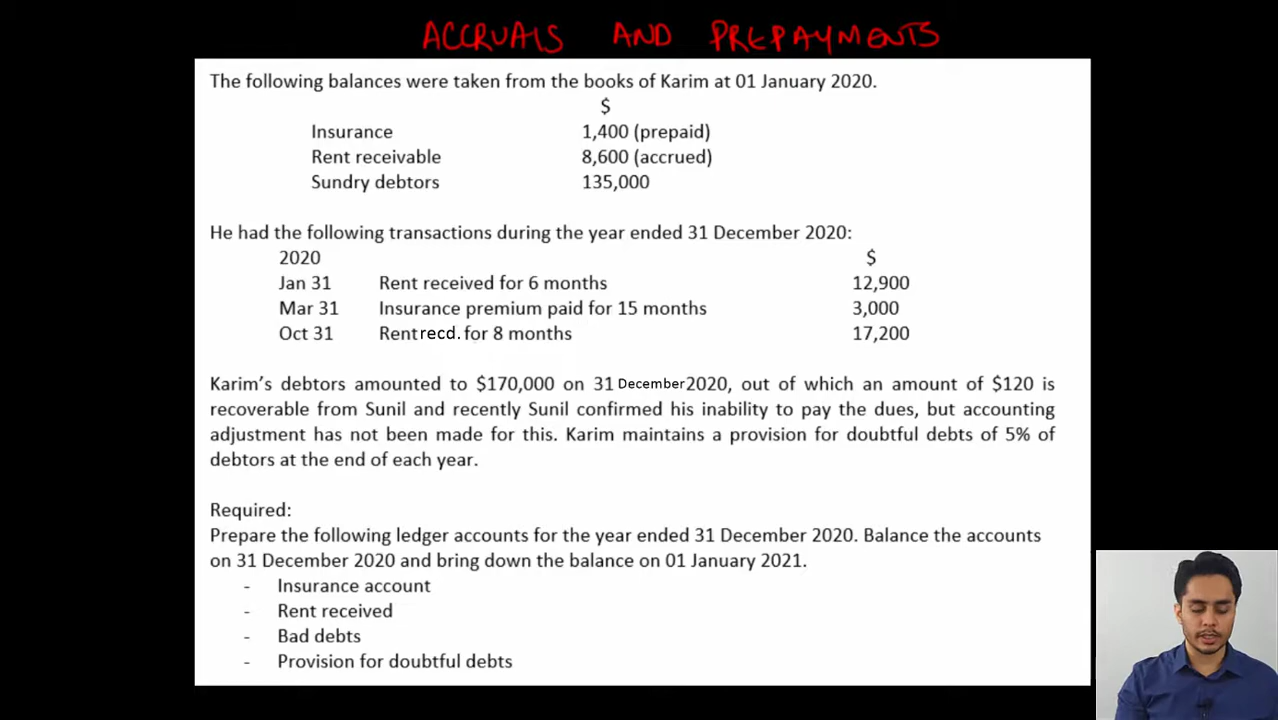 ACCRUALS AND PREPAYMENTS
The following balances were taken from the books of Karim at 01 January 2020.
$
Insurance 1,400 (prepaid)
Rent receivable 8,600 (accrued)
Sundry debtors 135,000
He had the following transactions during the year ended 31 December 2020:
2020 $
Jan 31 Rent received for 6 months 12,900
Mar 31 Insurance premium paid for 15 months 3,000
Oct 31 Rent recd. for 8 months 17,200
Karim's debtors amounted to $170,000 on 31 December 2020, out of which an amount of $120 is
recoverable from Sunil and recently Sunil confirmed his inability to pay the dues, but accounting
adjustment has not been made for this. Karim maintains a provision for doubtful debts of 5% of
debtors at the end of each year.
Required:
Prepare the following ledger accounts for the year ended 31 December 2020. Balance the accounts
on 31 December 2020 and bring down the balance on 01 January 2021.
- Insurance account
- Rent received
- Bad debts
- Provision for doubtful debts